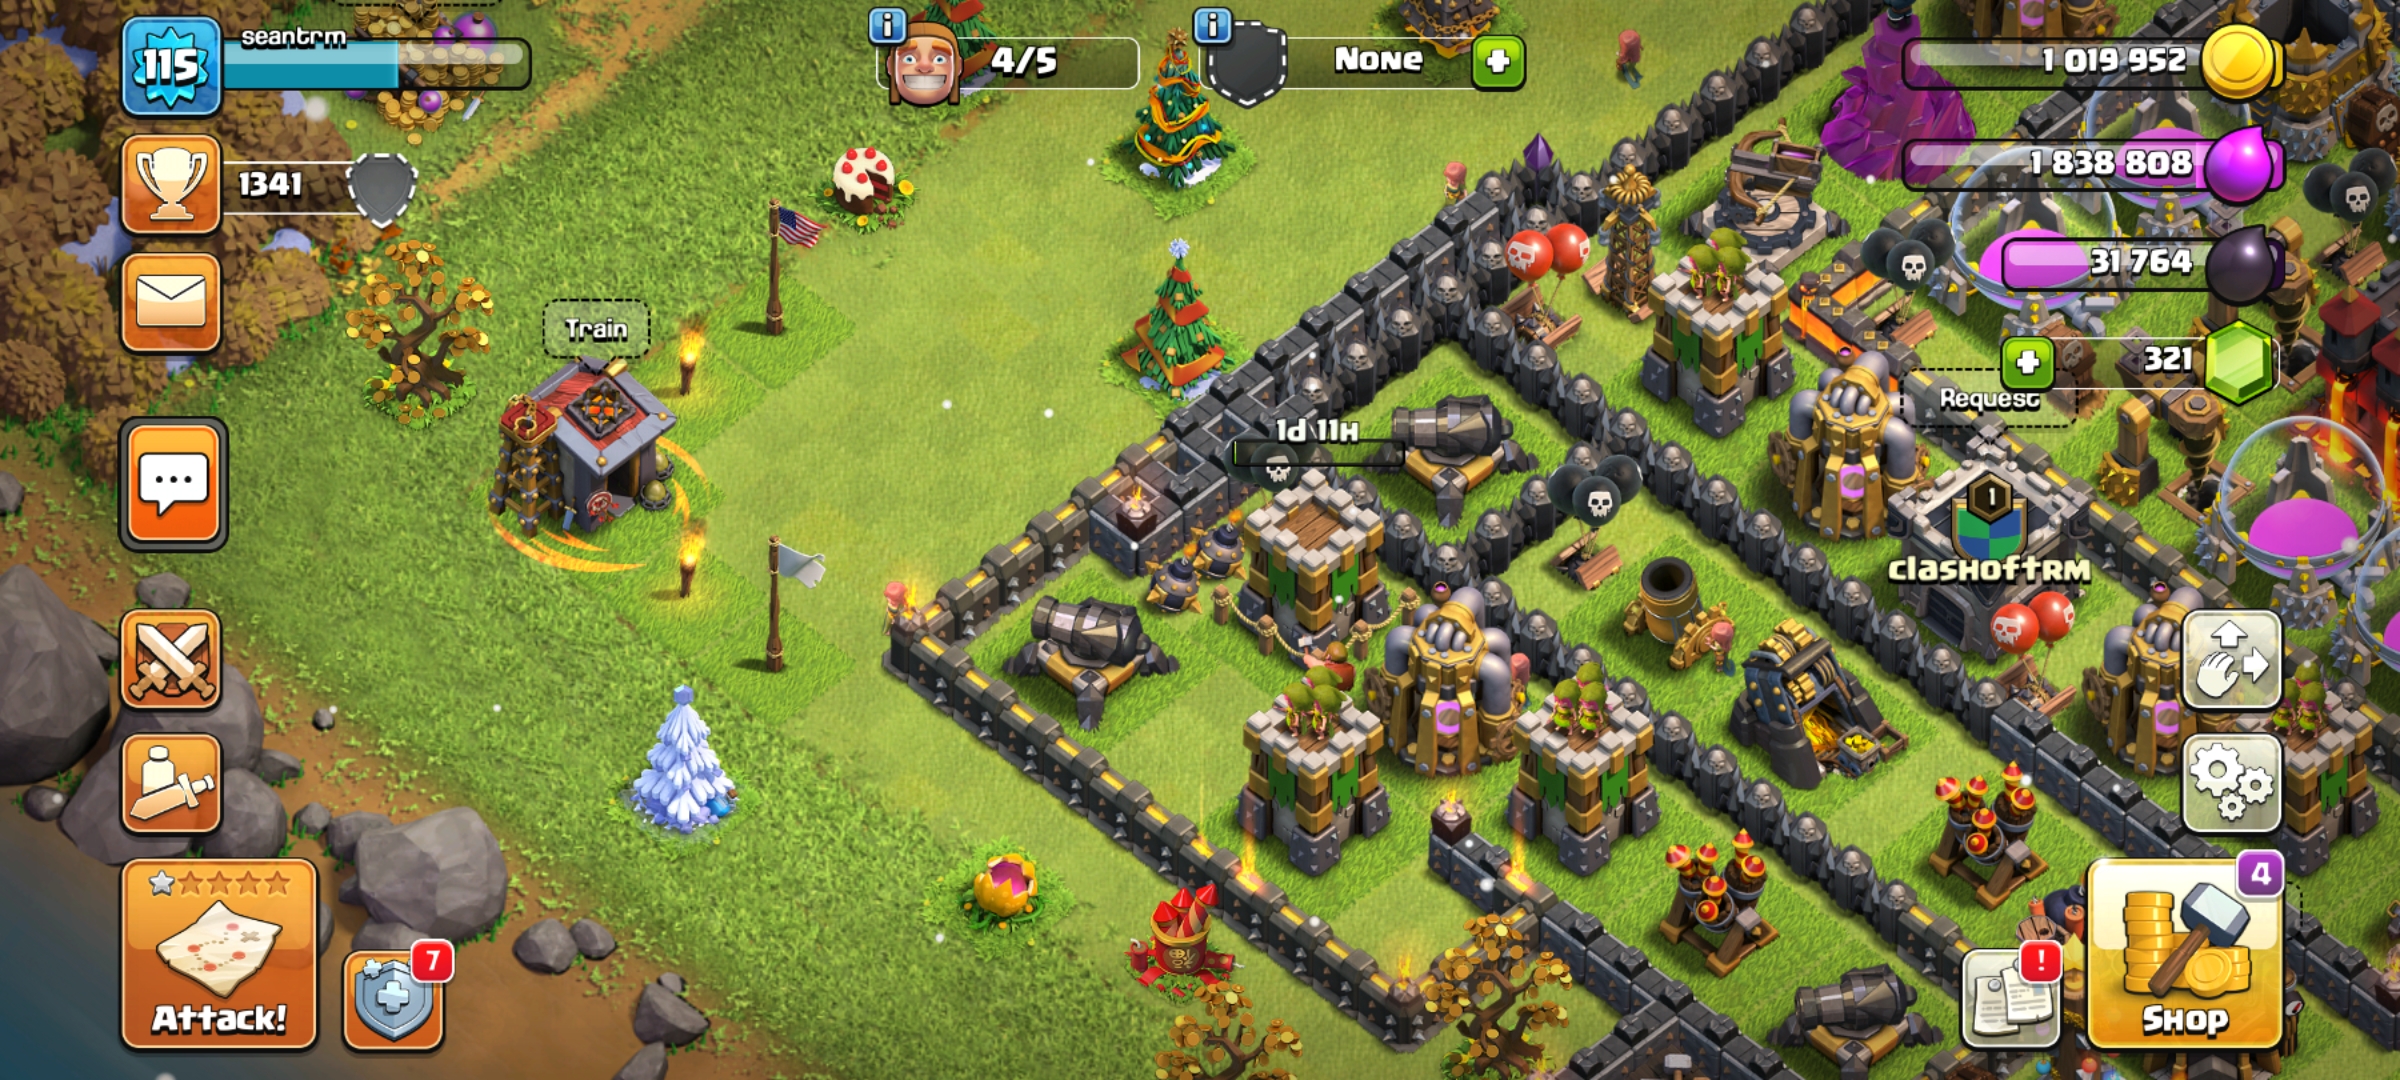 115
seantrm
4/5
None
1 019 952
1341
1 838 808
31 764
Train
321
Request
1d 11H
1
clashoftrm
4
7
!
Attack!
Shop